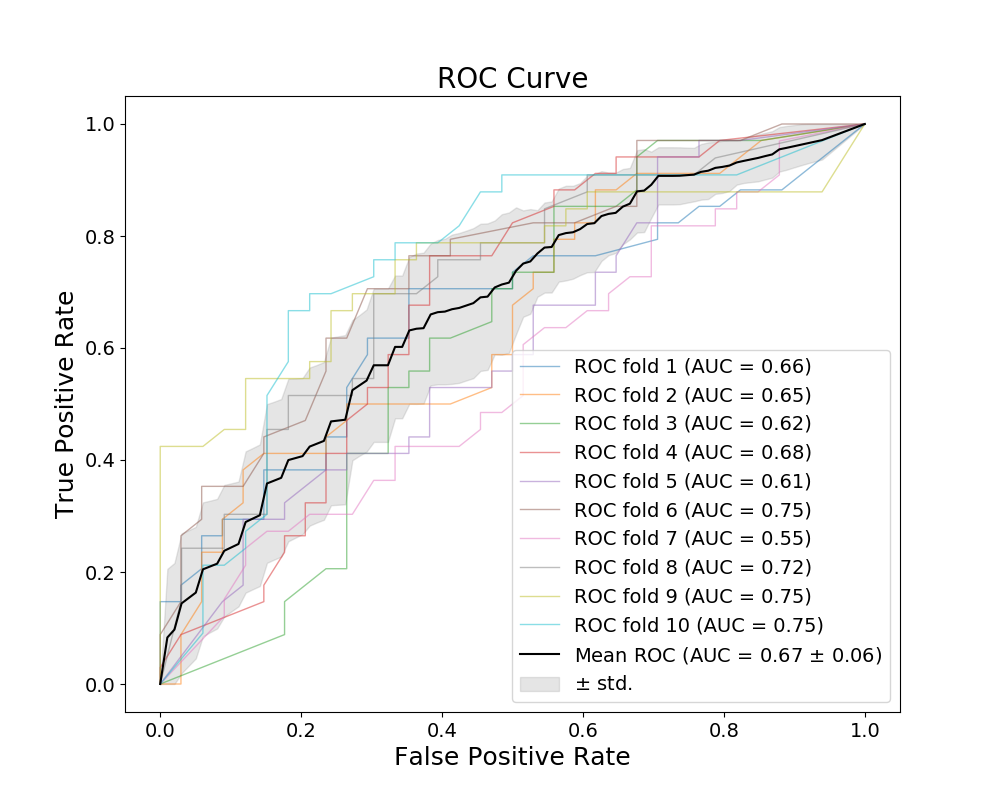 ROC Curve
True Positive Rate
1.0
0.8
0.6
0.4
0.2
0.0
ROC fold 1 (AUC = 0.66)
ROC fold 2 (AUC = 0.65)
ROC fold 3 (AUC = 0.62)
ROC fold 4 (AUC = 0.68)
ROC fold 5 (AUC = 0.61)
ROC fold 6 (AUC = 0.75)
ROC fold 7 (AUC = 0.55)
ROC fold 8 (AUC = 0.72)
ROC fold 9 (AUC = 0.75)
ROC fold 10 (AUC = 0.75)
Mean ROC (AUC = 0.67 ± 0.06)
± std.
0.0 0.2 0.4 0.6 0.8 1.0
False Positive Rate